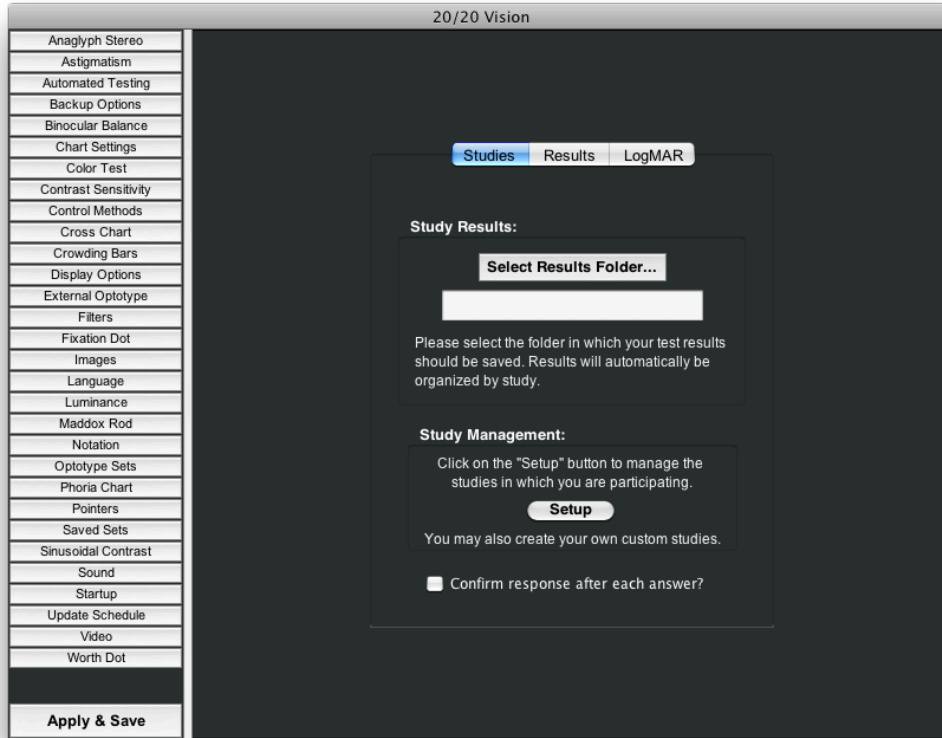 20/20 Vision
Anaglyph Stereo
Astigmatism
Automated Testing
Backup Options
Binocular Balance
Chart Settings
Color Test
Contrast Sensitivity
Control Methods
Cross Chart
Crowding Bars
Display Options
External Optotype
Filters
Fixation Dot
Images
Language
Luminance
Maddox Rod
Notation
Optotype Sets
Phoria Chart
Pointers
Saved Sets
Sinusoidal Contrast
Sound
Startup
Update Schedule
Video
Worth Dot
Apply & Save
Studies Results LogMAR
Study Results:
Select Results Folder...
Please select the folder in which your test results
should be saved. Results will automatically be
organized by study.
Study Management:
Click on the "Setup" button to manage the
studies in which you are participating.
Setup
You may also create your own custom studies.
Confirm response after each answer?